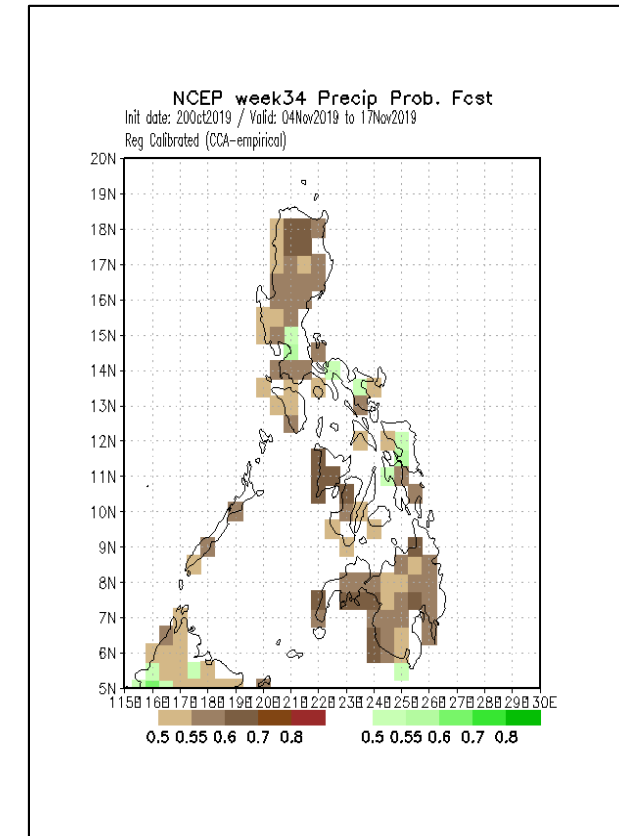 NCEP week34 Precip Prob. Fcst
Init date: 20Oct2019 / Valid: 04Nov2019 to 17Nov2019
Reg Calibrated (CCA-empirical)
20N
19N
18N
17N
16N
15N
14N
13N
12N
11N
10N
9N
8N
7N
6N
5N
115E 116E 117E 118E 119E 120E 121E 122E 123E 124E 125E 126E 127E 128E 129E 130E
0.5 0.55 0.6 0.7 0.8 0.5 0.55 0.6 0.7 0.8